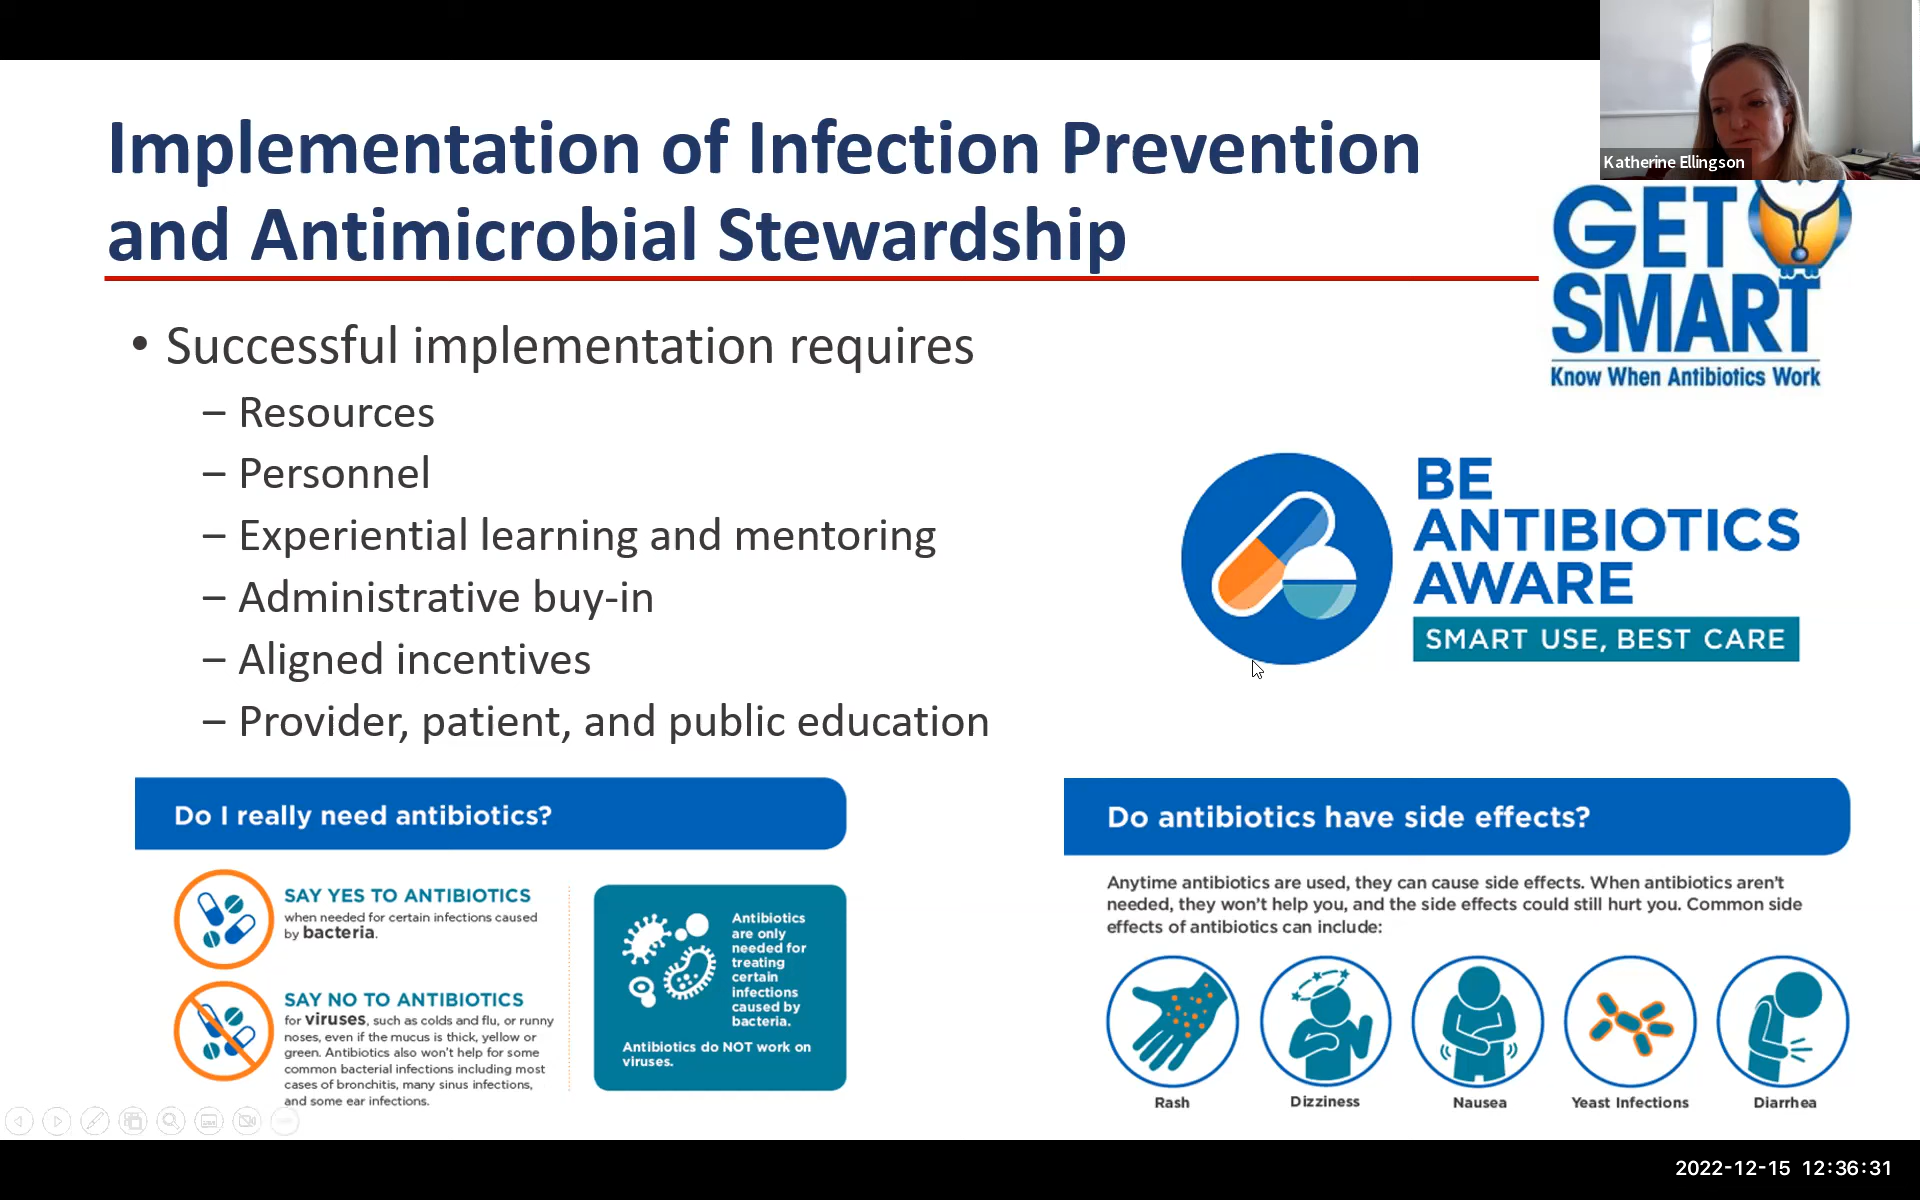 Katherine Ellingson
Implementation of Infection Prevention
and Antimicrobial Stewardship
GET
SMART
Know When Antibiotics Work
• Successful implementation requires
– Resources
– Personnel
– Experiential learning and mentoring
– Administrative buy-in
– Aligned incentives
– Provider, patient, and public education
BE
ANTIBIOTICS
AWARE
SMART USE, BEST CARE
Do I really need antibiotics?
SAY YES TO ANTIBIOTICS
when needed for certain infections caused
by bacteria.
SAY NO TO ANTIBIOTICS
for viruses, such as colds and flu, or runny
noses, even if the mucus is thick, yellow or
green. Antibiotics also won't help for some
common bacterial infections including most
cases of bronchitis, many sinus infections,
and some ear infections.
Antibiotics
are only
needed for
treating
certain
infections
caused by
bacteria.
Antibiotics do NOT work on
viruses.
Do antibiotics have side effects?
Anytime antibiotics are used, they can cause side effects. When antibiotics aren't
needed, they won't help you, and the side effects could still hurt you. Common side
effects of antibiotics can include:
Rash
Dizziness
Nausea
Yeast Infections
Diarrhea
2022-12-15 12:36:31